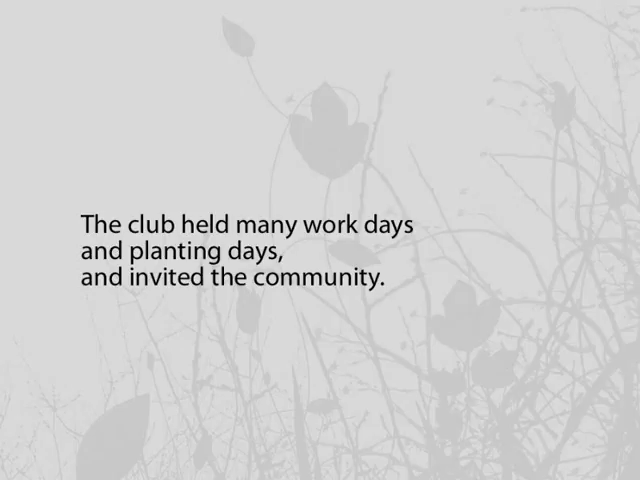 The club held many work days
and planting days,
and invited the community.